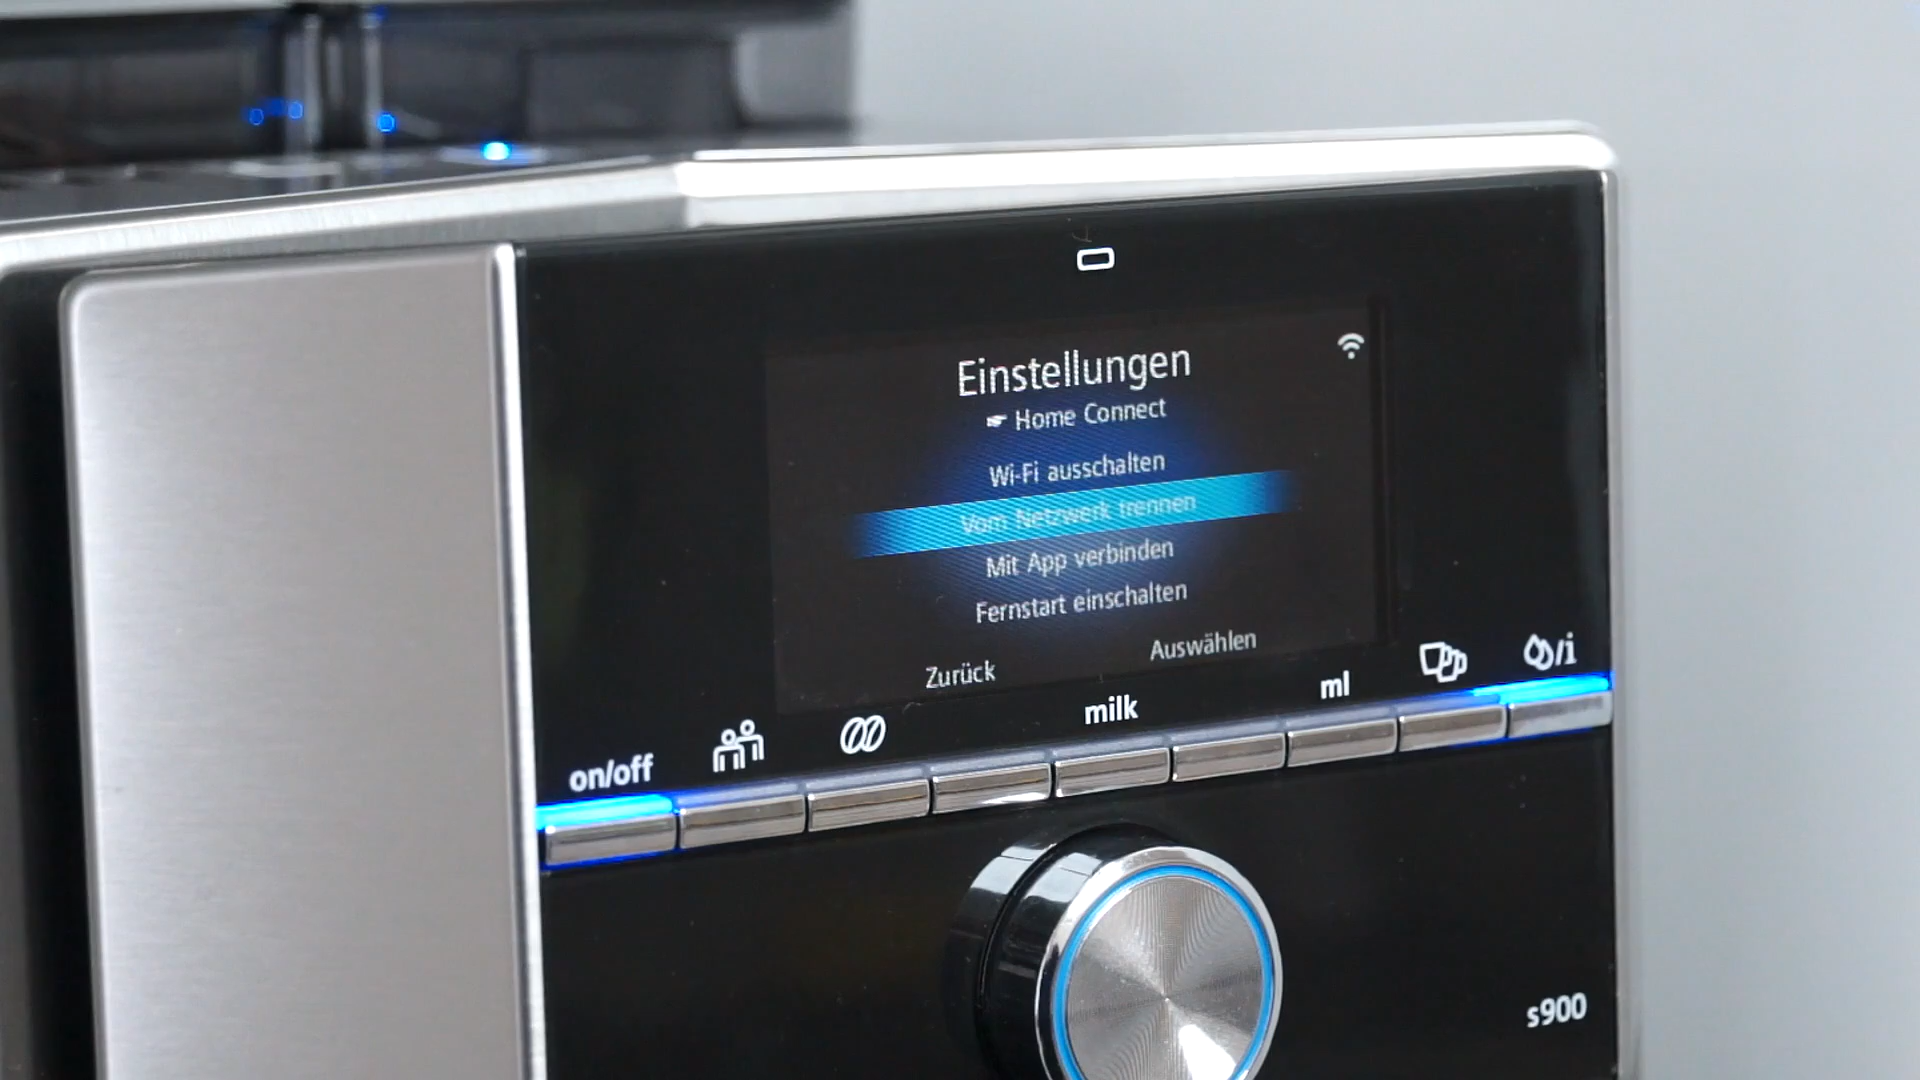 Einstellungen
Home Connect
Wi-Fi ausschalten
Vom Netzwerk trennen
Mit App verbinden
Fernstart einschalten
Zurück Auswählen
on/off milk ml /i
s900